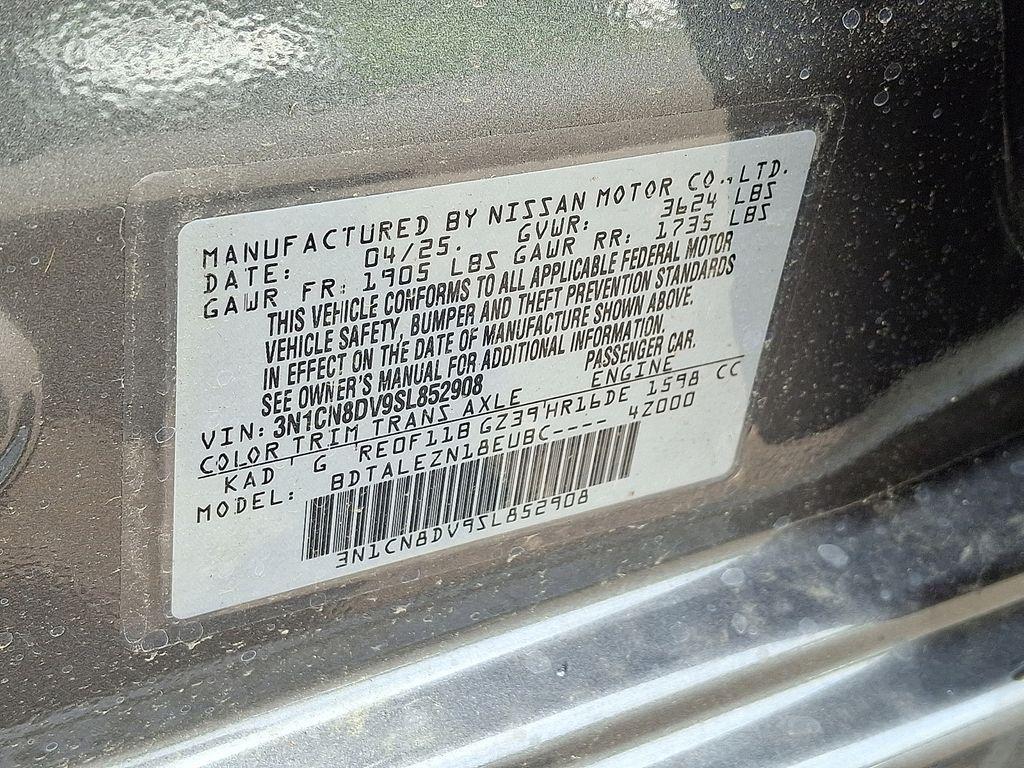 MANUFACTURED BY NISSAN MOTOR CO.,LTD.
DATE: 04/25. GVWR: 3624 LBS
GAWR FR: 1905 LBS GAWR RR: 1735 LBS
THIS VEHICLE CONFORMS TO ALL APPLICABLE FEDERAL MOTOR
VEHICLE SAFETY, BUMPER AND THEFT PREVENTION STANDARDS
IN EFFECT ON THE DATE OF MANUFACTURE SHOWN ABOVE.
SEE OWNER'S MANUAL FOR ADDITIONAL INFORMATION.
VIN: 3N1CN8DV9SL852908 PASSENGER CAR.
COLOR TRIM TRANS AXLE ENGINE
KAD G RE0F11B GZ39 HR16DE 1598 CC
MODEL: BDTALEZN18EUBC---- 4Z000
3N1CN8DV9SL852908